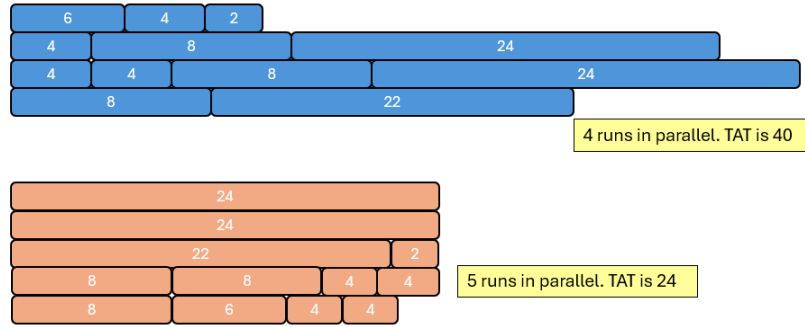 6 4 2
4 8 24
4 4 8 24
8 22
4 runs in parallel. TAT is 40
24
24
22 2
8 8 4 4
5 runs in parallel. TAT is 24
8 6 4 4